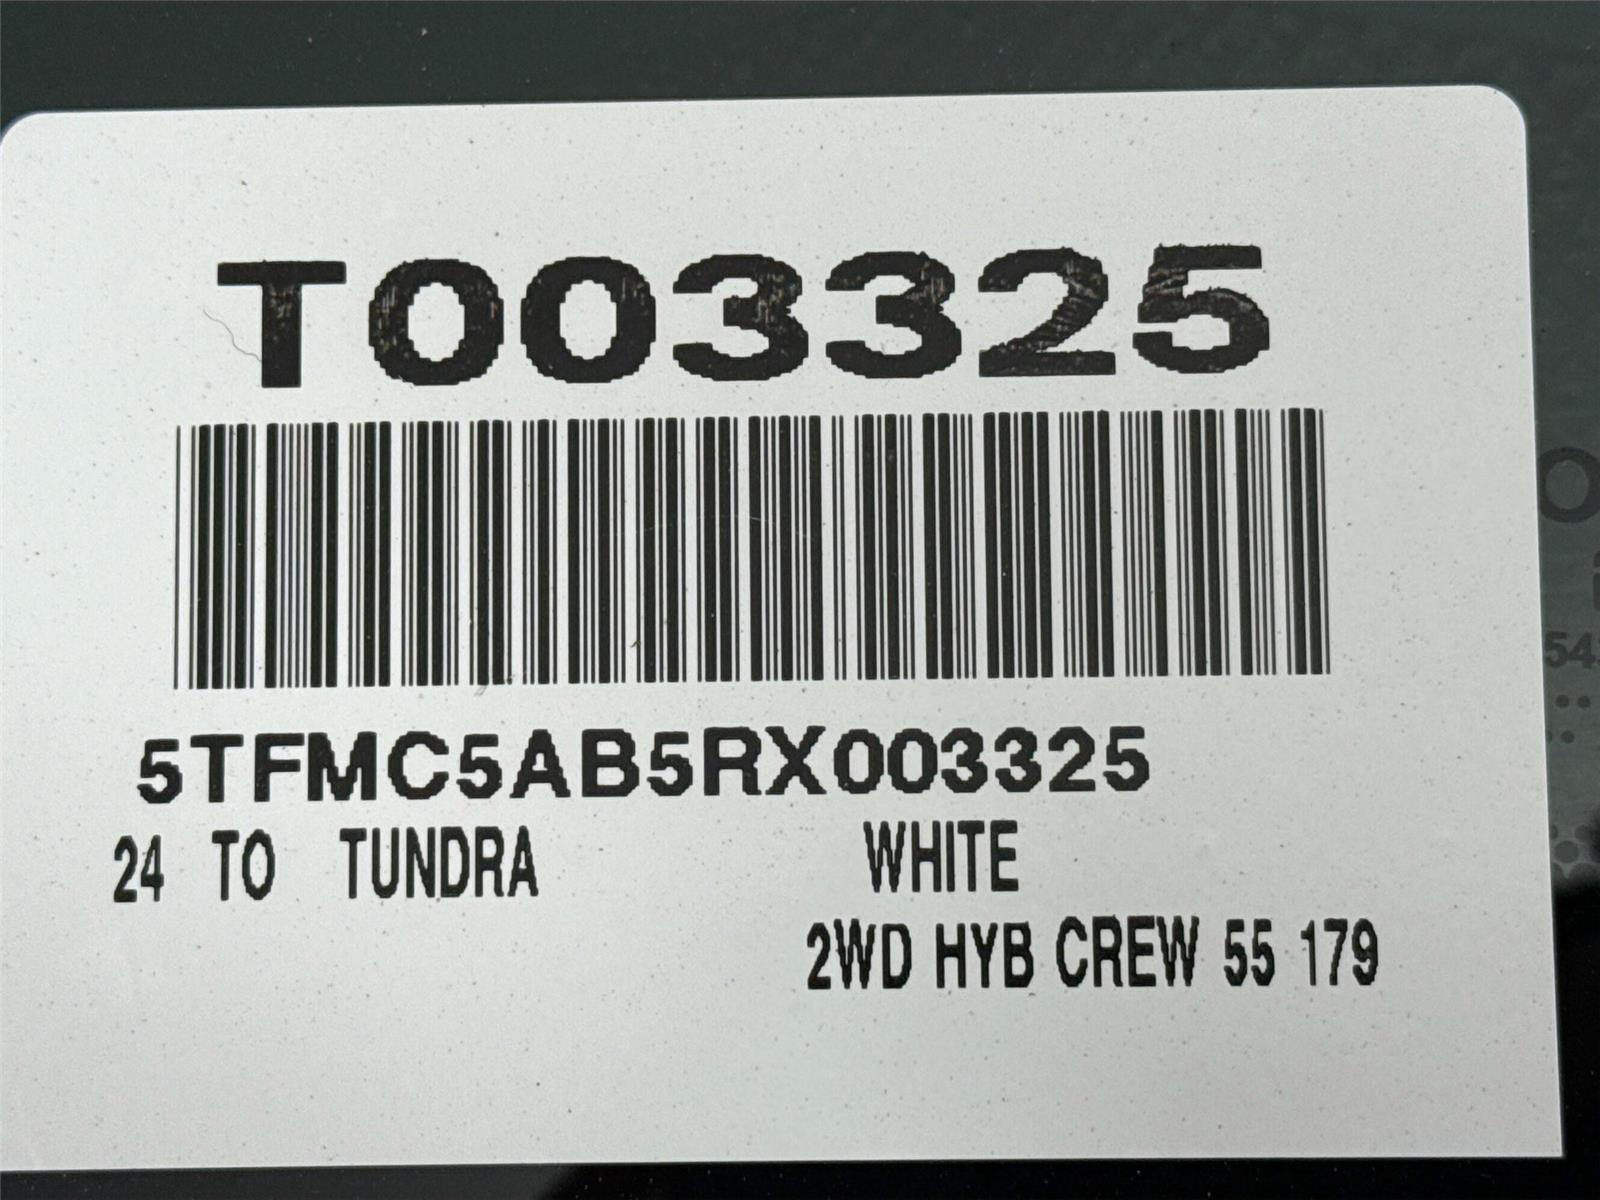 T003325
5TFMC5AB5RX003325
24 TO TUNDRA WHITE
2WD HYB CREW 55 179